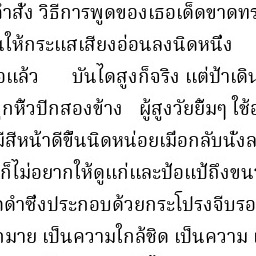 ำสั่ง วิธีการพูดของเธอเด็ดขาดทร
ให้กระแสเสียงอ่อนลงนิดหนึ่ง
แล้ว บันไดสูงก็จริง แต่ป้าเดิน
กหิ้วปีกสองข้าง ผู้สูงวัยยิ้มๆ ใช้
มีสีหน้าดีขึ้นนิดหน่อยเมื่อกลับนั่งล
ก็ไม่อยากให้ดูแก่และป้อแป้ถึงขน
ดำซึ่งประกอบด้วยกระโปรงจีบรอ
มาย เป็นความใกล้ชิด เป็นความ